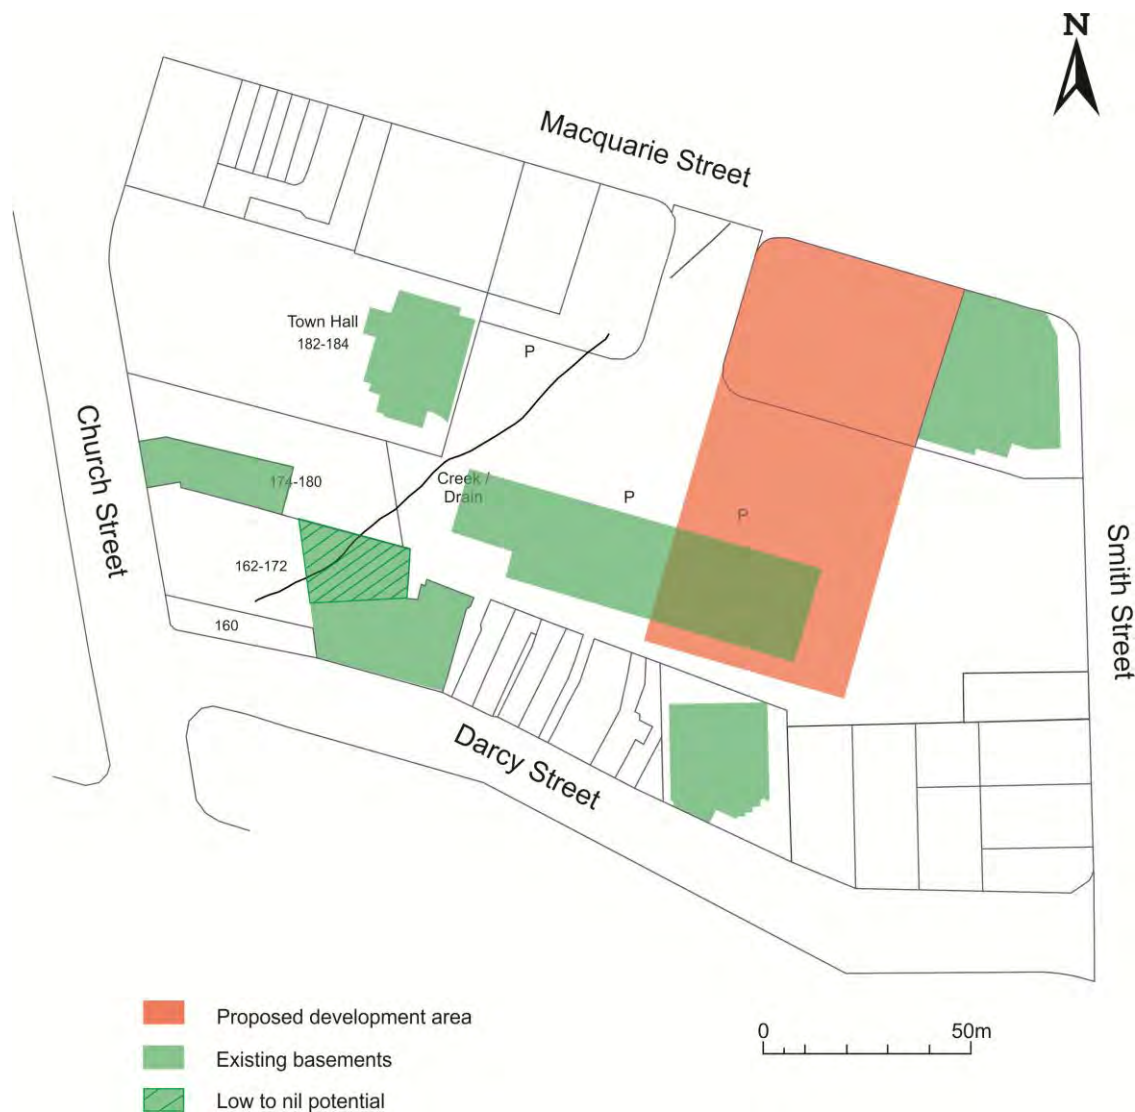 N
Macquarie Street
Town Hall
182-184
P
Church Street
174-180
Creek /
Drain
P
P
Smith Street
162-172
160
Darcy Street
Proposed development area
0 50m
Existing basements
Low to nil potential